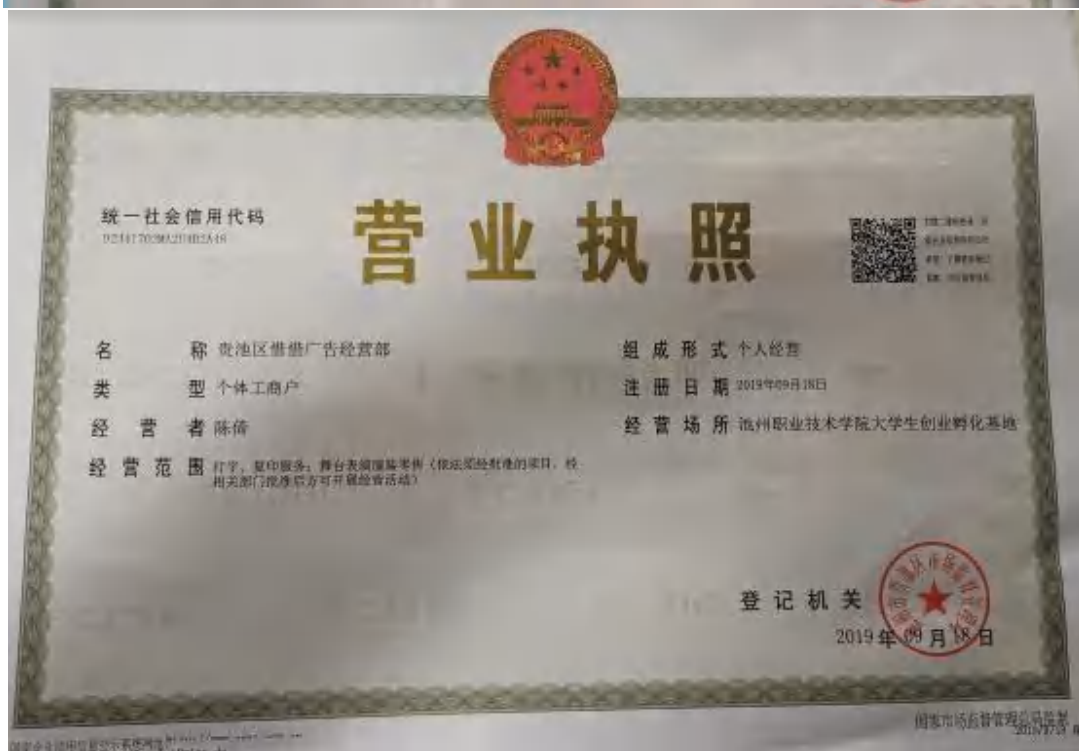 统一社会信用代码
营业执照
名称 贵池区借借广告经营部
组成形式 个人经营
类型 个体工商户
注册日期 2019年09月18日
经营者 陈倩
经营场所 池州职业技术学院大学生创业孵化基地
经营范围 打字、复印服务；舞台表演服装零售（依法须经批准的项目，经
相关部门批准后方可开展经营活动）
登记机关
2019年09月18日
国家市场监督管理总局监制